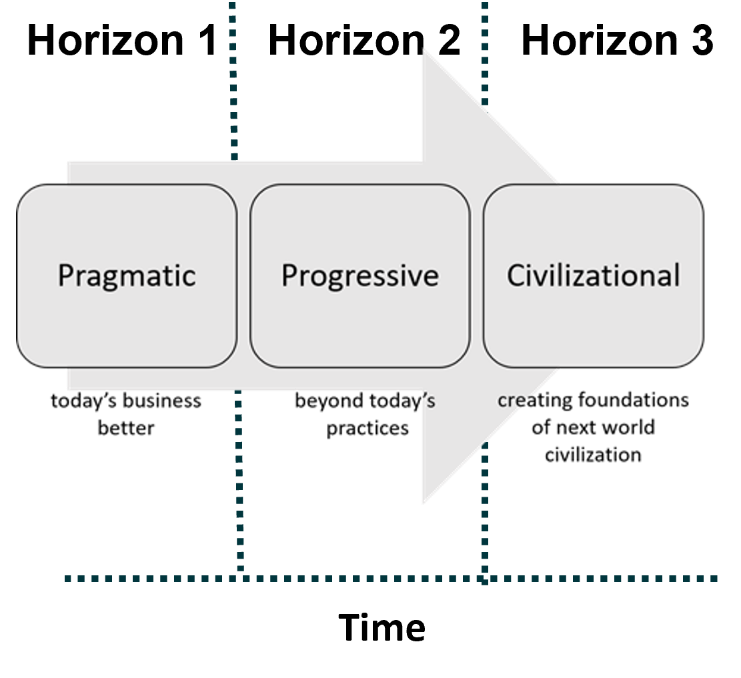 Horizon 1
Horizon 2
Horizon 3
Pragmatic
Progressive
Civilizational
today’s business
better
beyond today’s
practices
creating foundations
of next world
civilization
Time